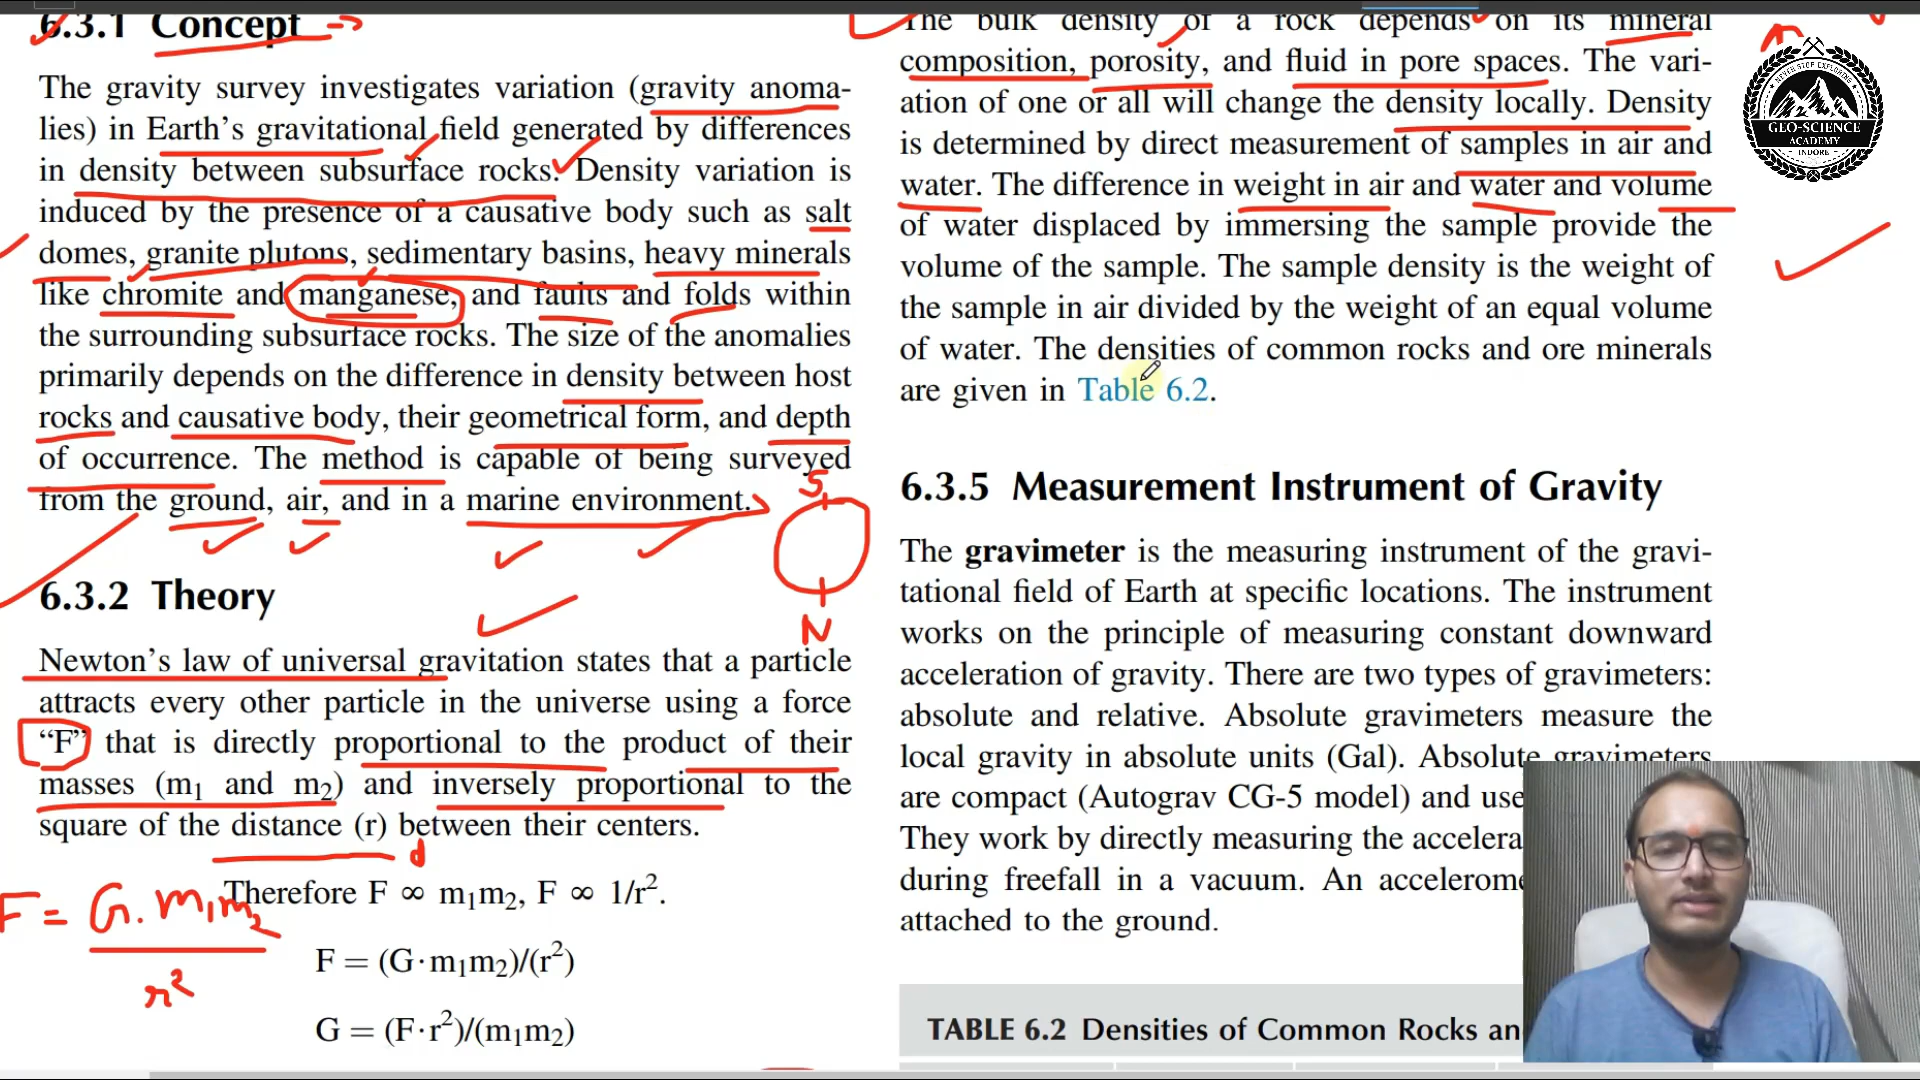 6.3.1 Concept
The gravity survey investigates variation (gravity anoma-
lies) in Earth's gravitational field generated by differences
in density between subsurface rocks. Density variation is
induced by the presence of a causative body such as salt
domes, granite plutons, sedimentary basins, heavy minerals
like chromite and manganese, and faults and folds within
the surrounding subsurface rocks. The size of the anomalies
primarily depends on the difference in density between host
rocks and causative body, their geometrical form, and depth
of occurrence. The method is capable of being surveyed
from the ground, air, and in a marine environment.
S
N
6.3.2 Theory
Newton's law of universal gravitation states that a particle
attracts every other particle in the universe using a force
“F” that is directly proportional to the product of their
masses (m₁ and m₂) and inversely proportional to the
square of the distance (r) between their centers.
d
Therefore F ∞ m₁m₂, F ∞ 1/r².
F = G. m₁m₂
r²
F = (G·m₁m₂)/(r²)
G = (F·r²)/(m₁m₂)
The bulk density of a rock depends on its mineral
composition, porosity, and fluid in pore spaces. The vari-
ation of one or all will change the density locally. Density
is determined by direct measurement of samples in air and
water. The difference in weight in air and water and volume
of water displaced by immersing the sample provide the
volume of the sample. The sample density is the weight of
the sample in air divided by the weight of an equal volume
of water. The densities of common rocks and ore minerals
are given in Table 6.2.
6.3.5 Measurement Instrument of Gravity
The gravimeter is the measuring instrument of the gravi-
tational field of Earth at specific locations. The instrument
works on the principle of measuring constant downward
acceleration of gravity. There are two types of gravimeters:
absolute and relative. Absolute gravimeters measure the
local gravity in absolute units (Gal). Absolute gravimeters
are compact (Autograv CG-5 model) and use
They work by directly measuring the accelera
during freefall in a vacuum. An accelerome
attached to the ground.
TABLE 6.2 Densities of Common Rocks an
NEVER STOP EXPLORING
GEO-SCIENCE
ACADEMY
INDORE